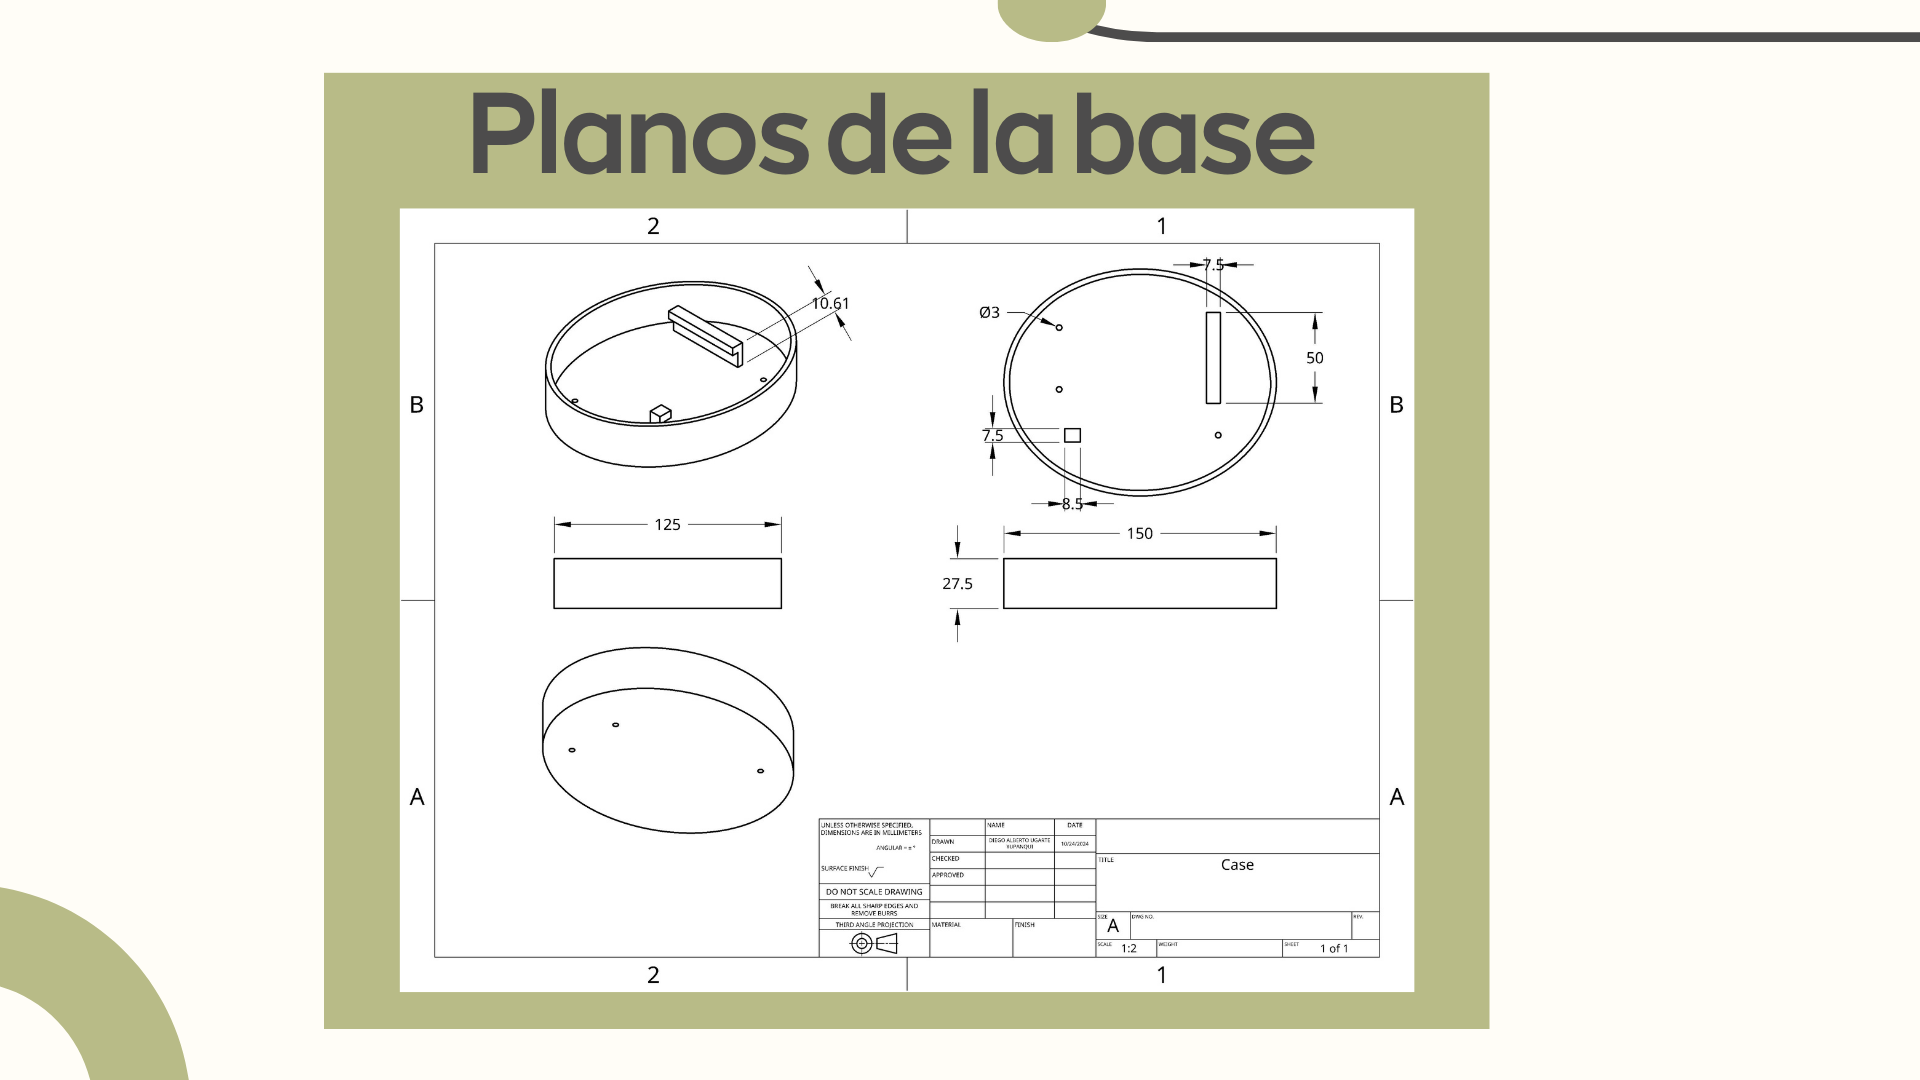 Planos de la base
2
1
10.61
7.5
Ø3
50
B
B
7.5
8.5
125
150
27.5
A
A
UNLESS OTHERWISE SPECIFIED,
DIMENSIONS ARE IN MILLIMETERS
ANGULAR = ± °
SURFACE FINISH
DO NOT SCALE DRAWING
BREAK ALL SHARP EDGES AND
REMOVE BURRS
THIRD ANGLE PROJECTION
NAME
DATE
DRAWN
DIEGO ALBERTO UGARTE
YUPANQUI
10/24/2024
CHECKED
APPROVED
MATERIAL
FINISH
TITLE
Case
SIZE
A
DWG NO.
REV.
SCALE
1:2
WEIGHT
SHEET
1 of 1
2
1